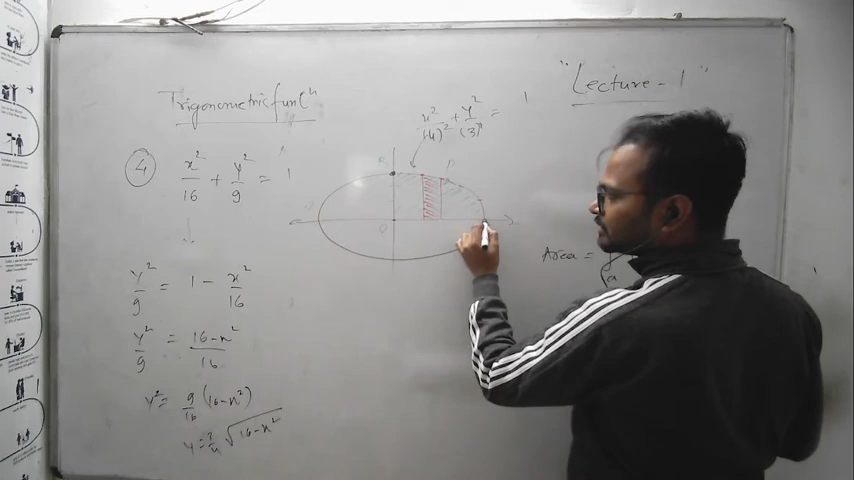 "Lecture-1"
Trigonometric funcⁿ
x²/(4)² + y²/(3)² = 1
④ x²/16 + y²/9 = 1
O
Area = ∫a
y²/9 = 1 - x²/16
y²/9 = 16-x²/16
y² = 9/16 (16-x²)
y = 3/4 √16-x²